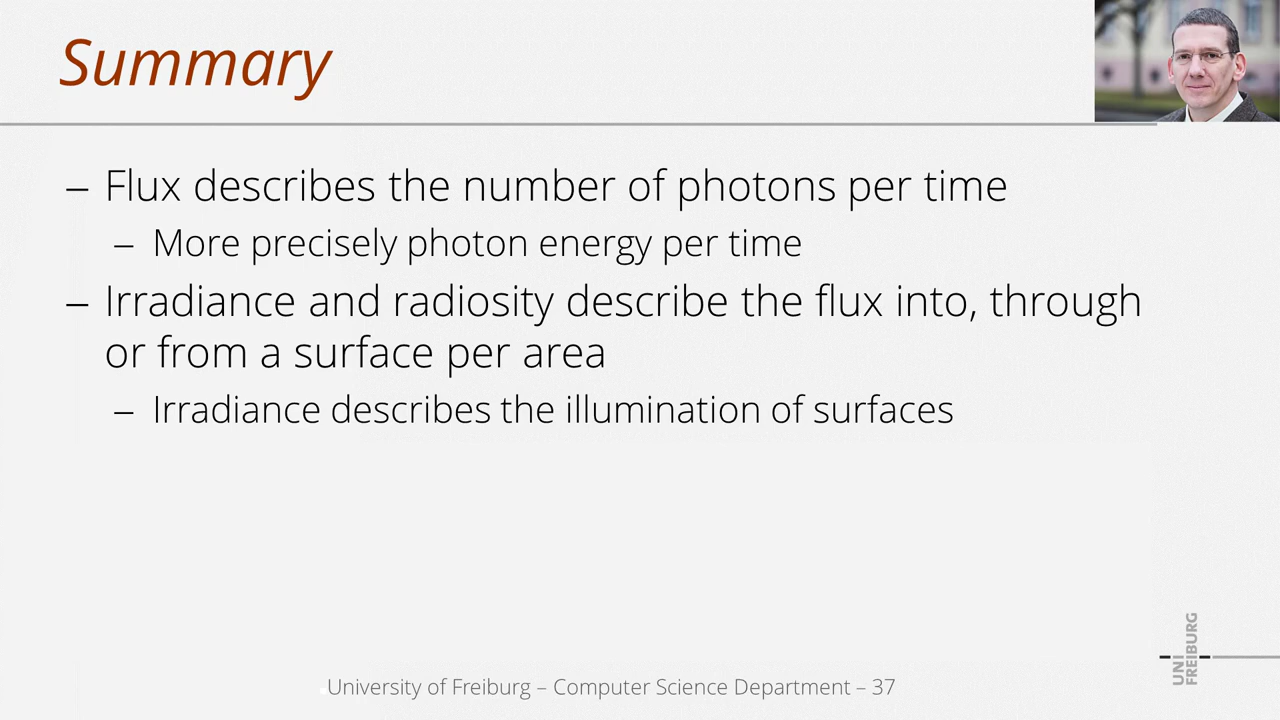 Summary
– Flux describes the number of photons per time
– More precisely photon energy per time
– Irradiance and radiosity describe the flux into, through
or from a surface per area
– Irradiance describes the illumination of surfaces
University of Freiburg – Computer Science Department – 37
UNI
FREIBURG